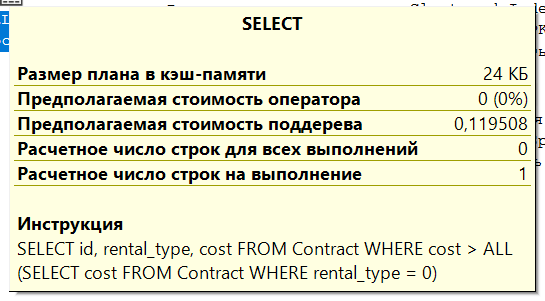 SELECT
Размер плана в кэш-памяти 24 КБ
Предполагаемая стоимость оператора 0 (0%)
Предполагаемая стоимость поддерева 0,119508
Расчетное число строк для всех выполнений 0
Расчетное число строк на выполнение 1
Инструкция
SELECT id, rental_type, cost FROM Contract WHERE cost > ALL
(SELECT cost FROM Contract WHERE rental_type = 0)